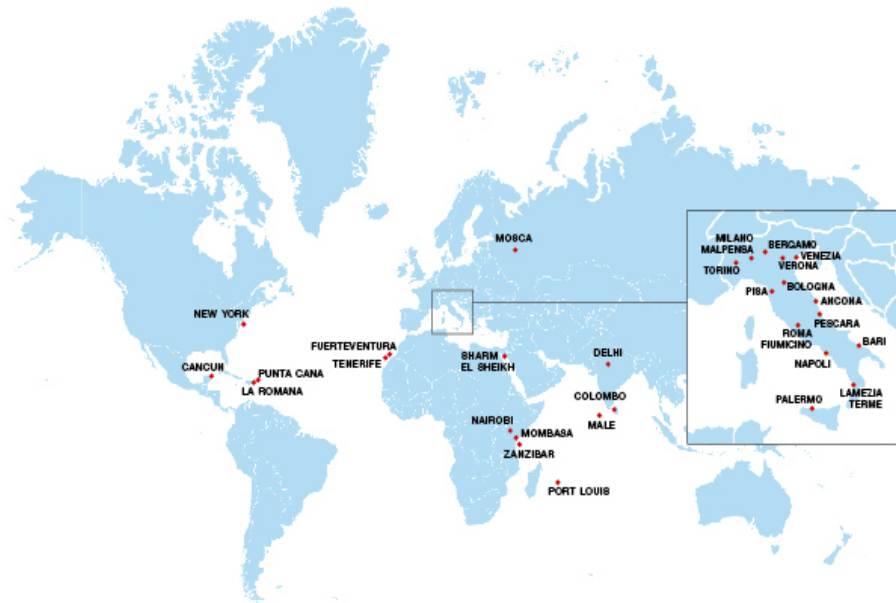 MOSCA
NEW YORK
CANCUN
PUNTA CANA
LA ROMANA
FUERTEVENTURA
TENERIFE
SHARM
EL SHEIKH
DELHI
COLOMBO
MALE
NAIROBI
MOMBASA
ZANZIBAR
PORT LOUIS
MILANO
MALPENSA
BERGAMO
VENEZIA
VERONA
TORINO
BOLOGNA
PISA
ANCONA
PESCARA
ROMA
FIUMICINO
BARI
NAPOLI
LAMEZIA
TERME
PALERMO